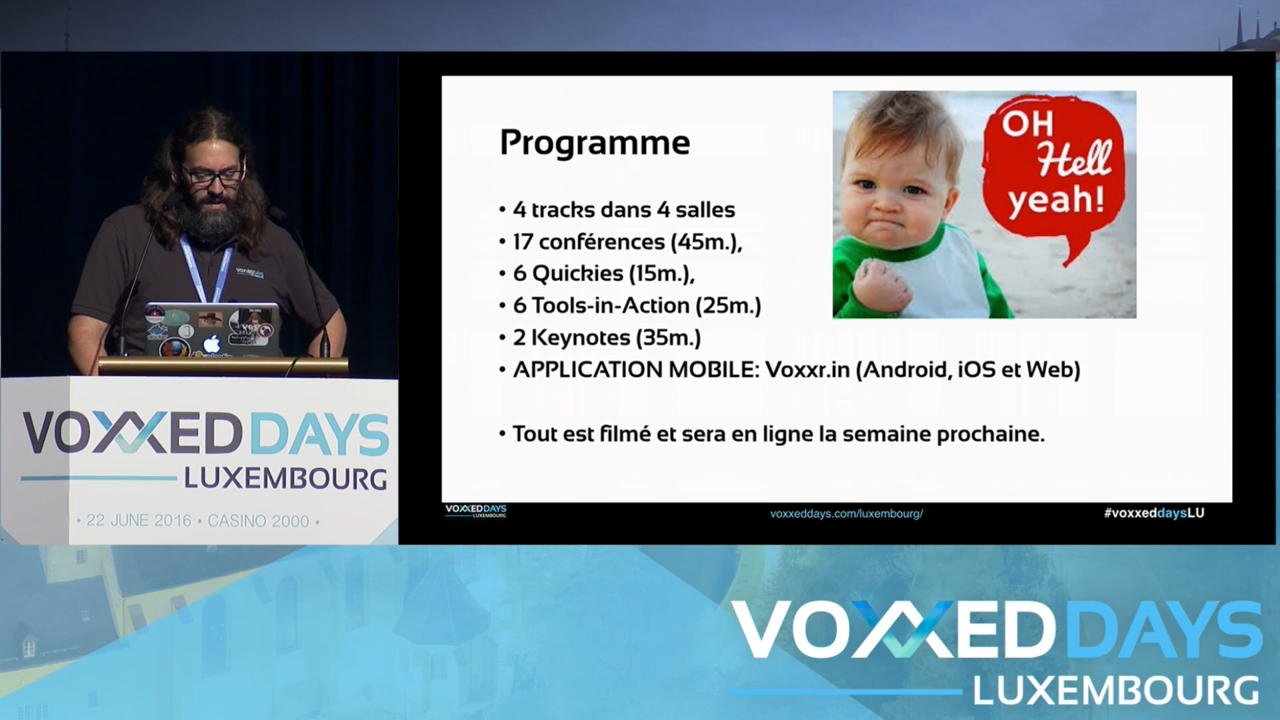 Programme
• 4 tracks dans 4 salles
• 17 conférences (45m.),
• 6 Quickies (15m.),
• 6 Tools-in-Action (25m.)
• 2 Keynotes (35m.)
• APPLICATION MOBILE: Voxxr.in (Android, iOS et Web)
• Tout est filmé et sera en ligne la semaine prochaine.
OH
Hell
yeah!
VOXXEDDAYS
LUXEMBOURG
voxxeddays.com/luxembourg/
#voxxeddaysLU
VOXXEDDAYS
LUXEMBOURG
• 22 JUNE 2016 • CASINO 2000 •
VOXXEDDAYS
LUXEMBOURG